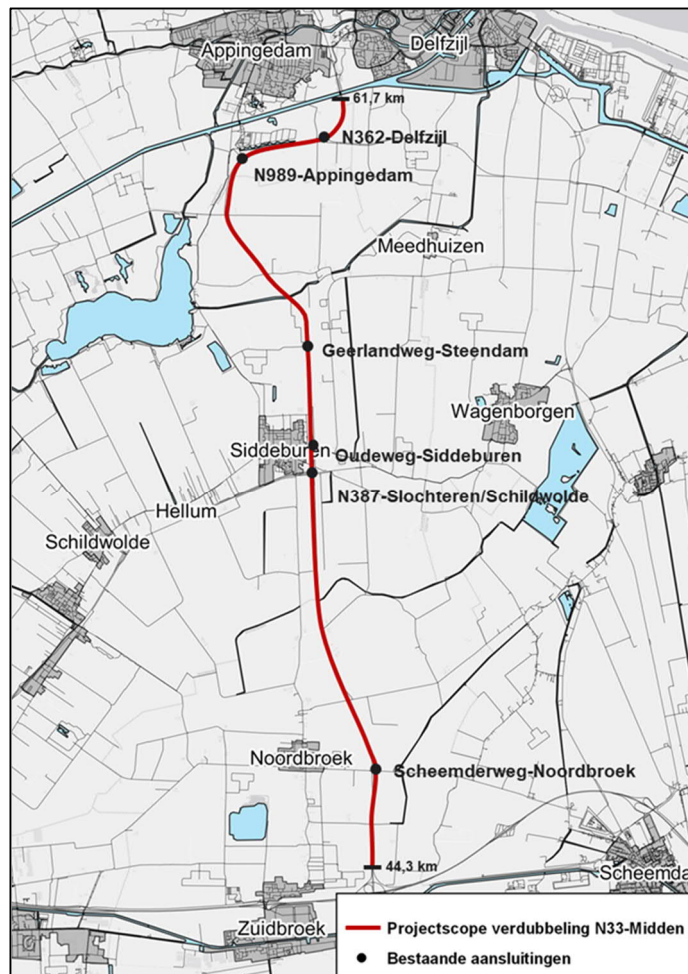 Appingedam
Delfzijl
61,7 km
N362-Delfzijl
N989-Appingedam
Meedhuizen
Geerlandweg-Steendam
Wagenborgen
Siddeburen
Oudeweg-Siddeburen
N387-Slochteren/Schildwolde
Hellum
Schildwolde
Noordbroek
Scheemderweg-Noordbroek
44,3 km
Scheemda
Zuidbroek
Projectscope verdubbeling N33-Midden
Bestaande aansluitingen